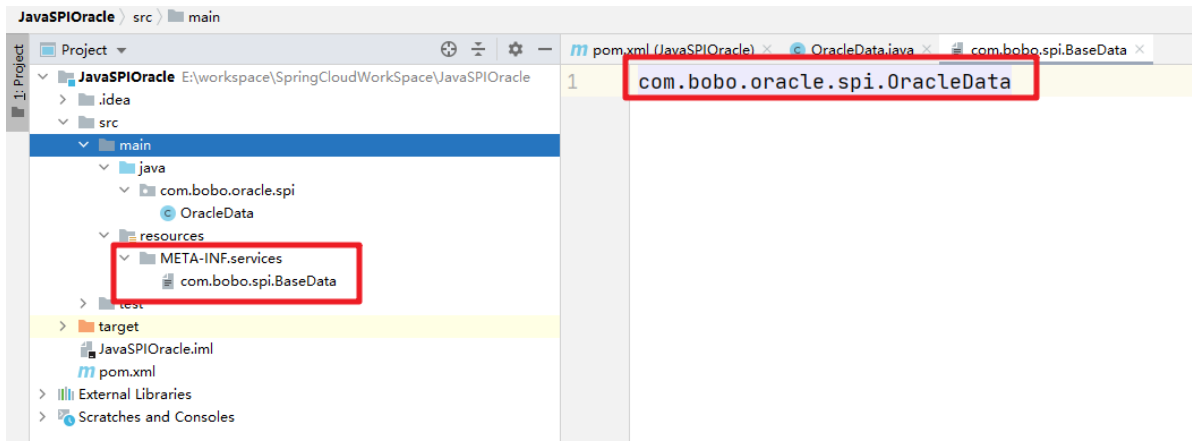 JavaSPIOracle src main
Project
pom.xml (JavaSPIOracle) OracleData.java com.bobo.spi.BaseData
1: Project
JavaSPIOracle E:\workspace\SpringCloudWorkSpace\JavaSPIOracle
.idea
src
main
java
com.bobo.oracle.spi
OracleData
resources
META-INF.services
com.bobo.spi.BaseData
test
target
JavaSPIOracle.iml
pom.xml
External Libraries
Scratches and Consoles
1 com.bobo.oracle.spi.OracleData